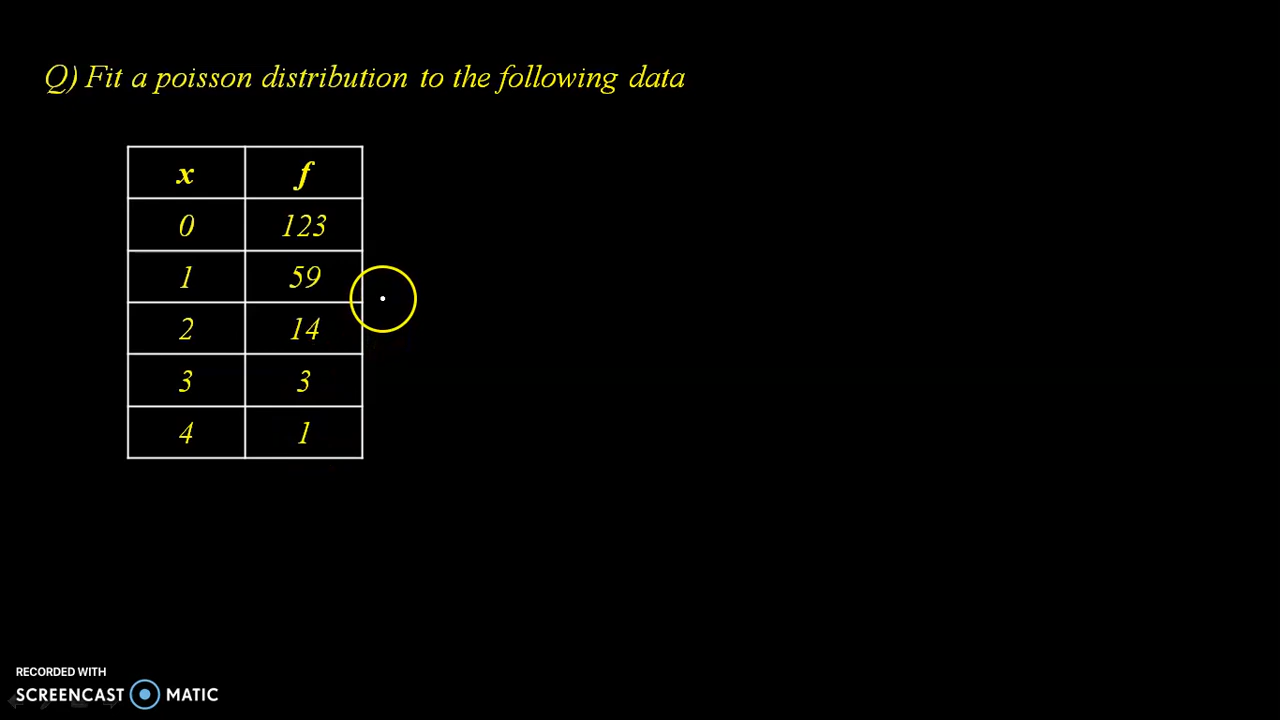 Q) Fit a poisson distribution to the following data
x f
0 123
1 59
2 14
3 3
4 1
RECORDED WITH
SCREENCAST MATIC